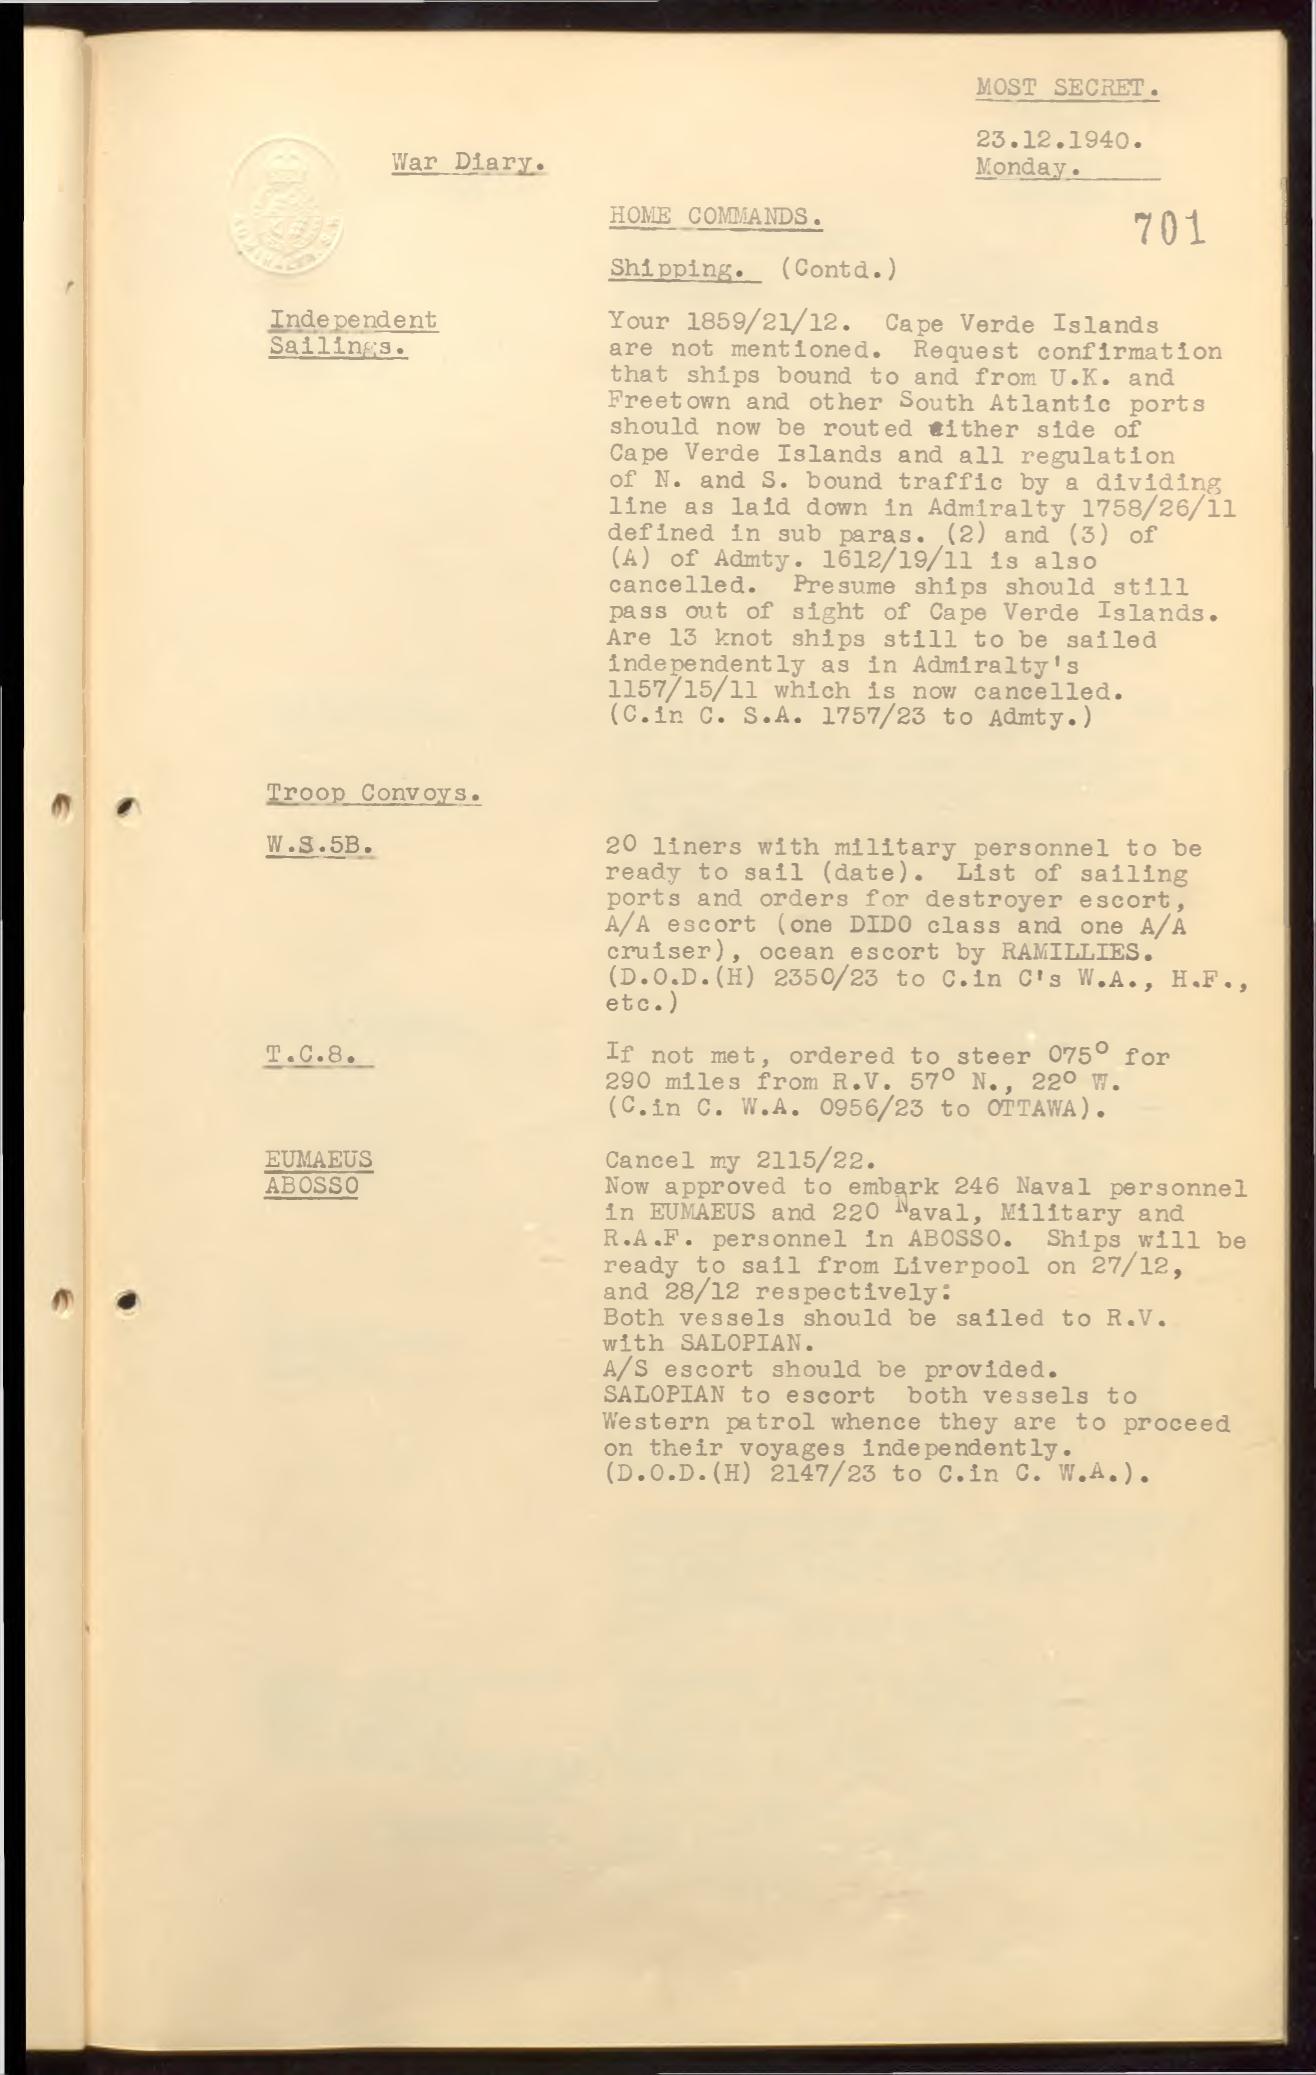 MOST SECRET.
23.12.1940.
War Diary.
Monday.
HOME COMMANDS.
701
Shipping. (Contd.)
Independent
Sailings.
Your 1859/21/12. Cape Verde Islands
are not mentioned. Request confirmation
that ships bound to and from U.K. and
Freetown and other South Atlantic ports
should now be routed either side of
Cape Verde Islands and all regulation
of N. and S. bound traffic by a dividing
line as laid down in Admiralty 1758/26/11
defined in sub paras. (2) and (3) of
(A) of Admty. 1612/19/11 is also
cancelled. Presume ships should still
pass out of sight of Cape Verde Islands.
Are 13 knot ships still to be sailed
independently as in Admiralty's
1157/15/11 which is now cancelled.
(C.in C. S.A. 1757/23 to Admty.)
Troop Convoys.
W.S.5B.
20 liners with military personnel to be
ready to sail (date). List of sailing
ports and orders for destroyer escort,
A/A escort (one DIDO class and one A/A
cruiser), ocean escort by RAMILLIES.
(D.O.D.(H) 2350/23 to C.in C's W.A., H.F.,
etc.)
T.C.8.
If not met, ordered to steer 075° for
290 miles from R.V. 57° N., 22° W.
(C.in C. W.A. 0956/23 to OTTAWA).
EUMAEUS
ABOSSO
Cancel my 2115/22.
Now approved to embark 246 Naval personnel
in EUMAEUS and 220 Naval, Military and
R.A.F. personnel in ABOSSO. Ships will be
ready to sail from Liverpool on 27/12,
and 28/12 respectively:
Both vessels should be sailed to R.V.
with SALOPIAN.
A/S escort should be provided.
SALOPIAN to escort both vessels to
Western patrol whence they are to proceed
on their voyages independently.
(D.O.D.(H) 2147/23 to C.in C. W.A.).